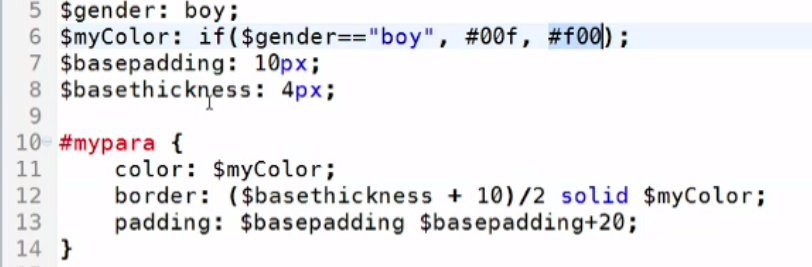 5 $gender: boy;
6 $myColor: if($gender=="boy", #00f, #f00);
7 $basepadding: 10px;
8 $basethickness: 4px;
9
10 #mypara {
11 color: $myColor;
12 border: ($basethickness + 10)/2 solid $myColor;
13 padding: $basepadding $basepadding+20;
14 }